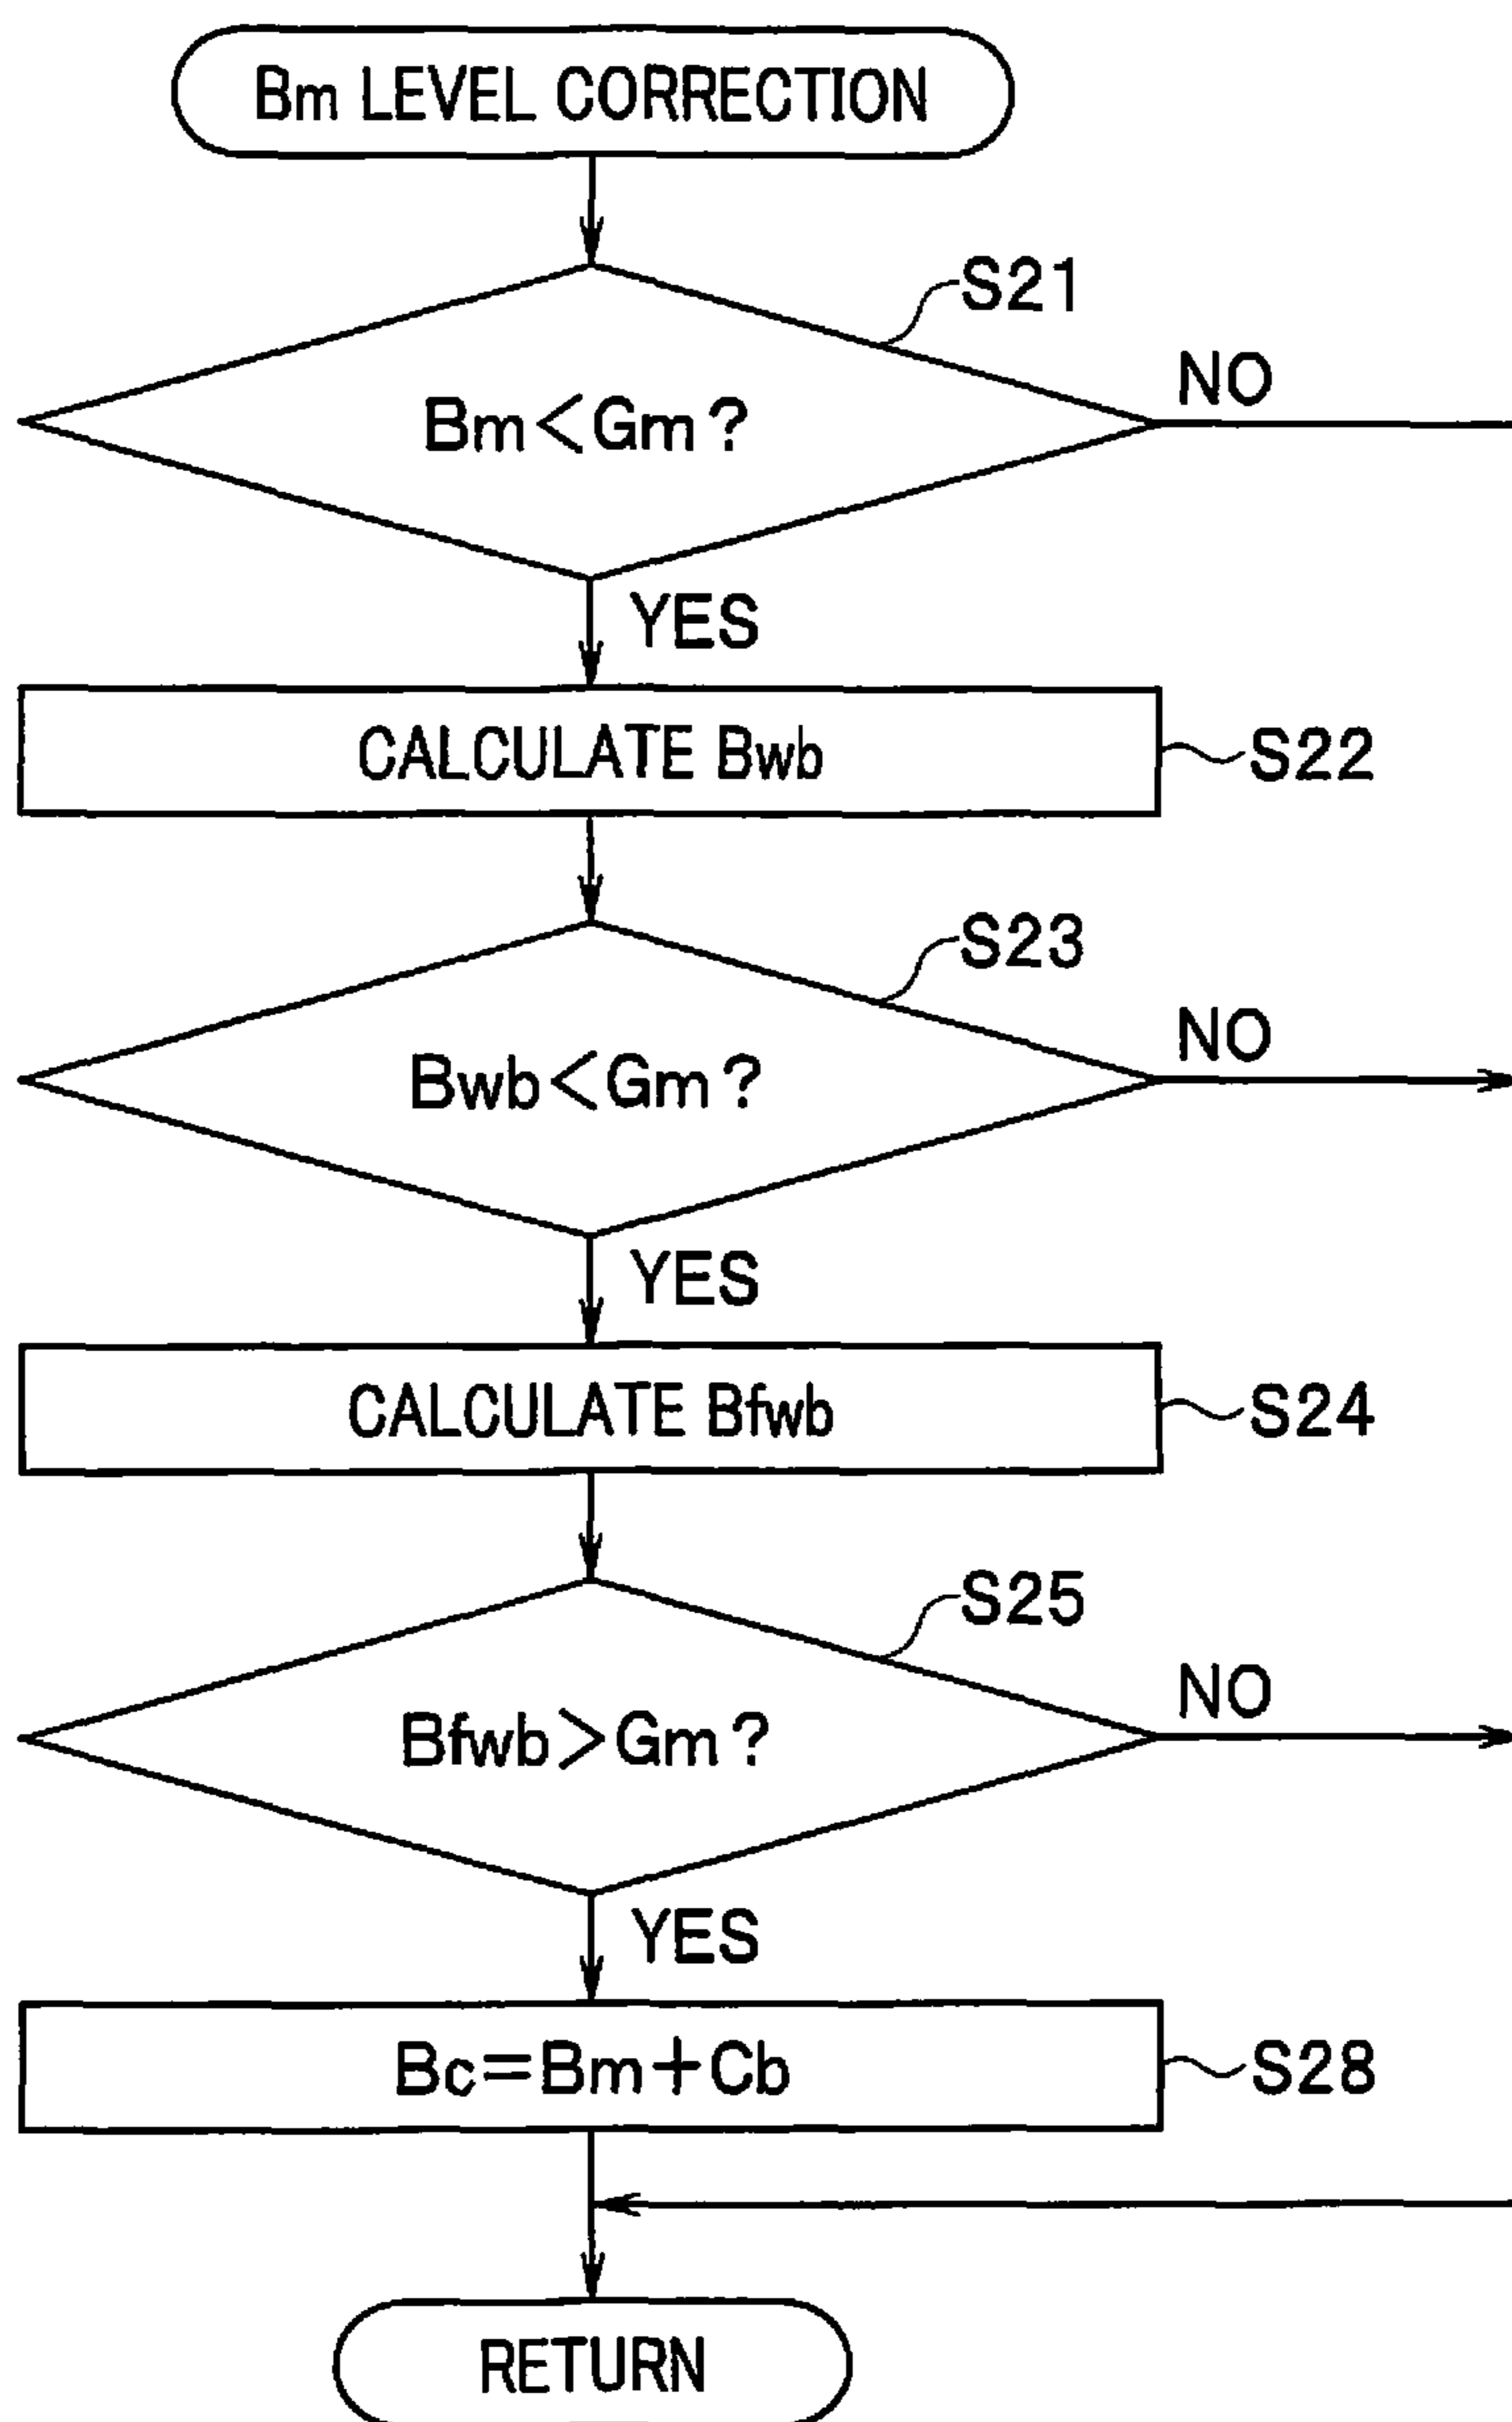 Bm LEVEL CORRECTION
S21
Bm<Gm?
NO
YES
CALCULATE Bwb
S22
S23
Bwb<Gm?
NO
YES
CALCULATE Bfwb
S24
S25
Bfwb>Gm?
NO
YES
Bc=Bm+Cb
S28
RETURN